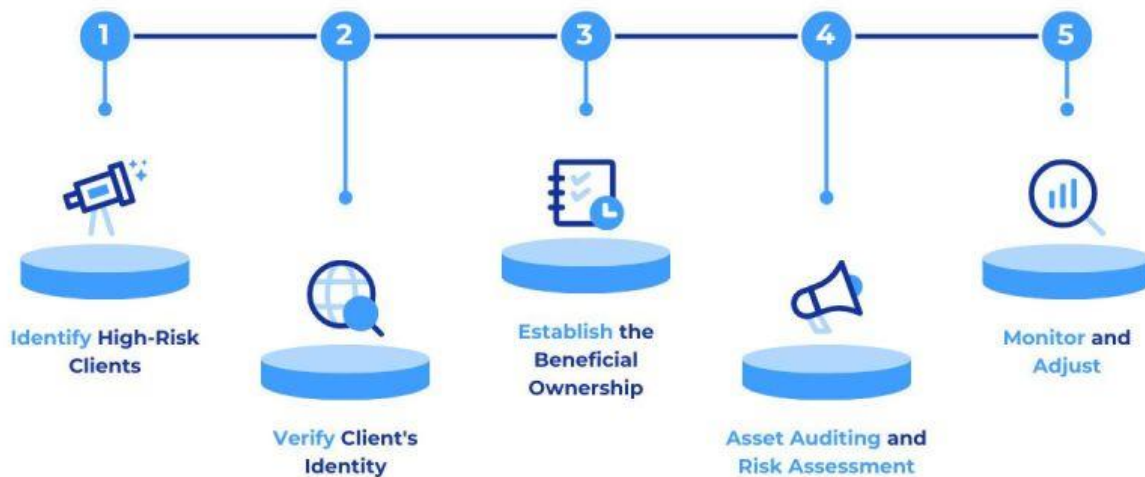 1
2
3
4
5
Identify High-Risk
Clients
Verify Client's
Identity
Establish the
Beneficial
Ownership
Asset Auditing and
Risk Assessment
Monitor and
Adjust